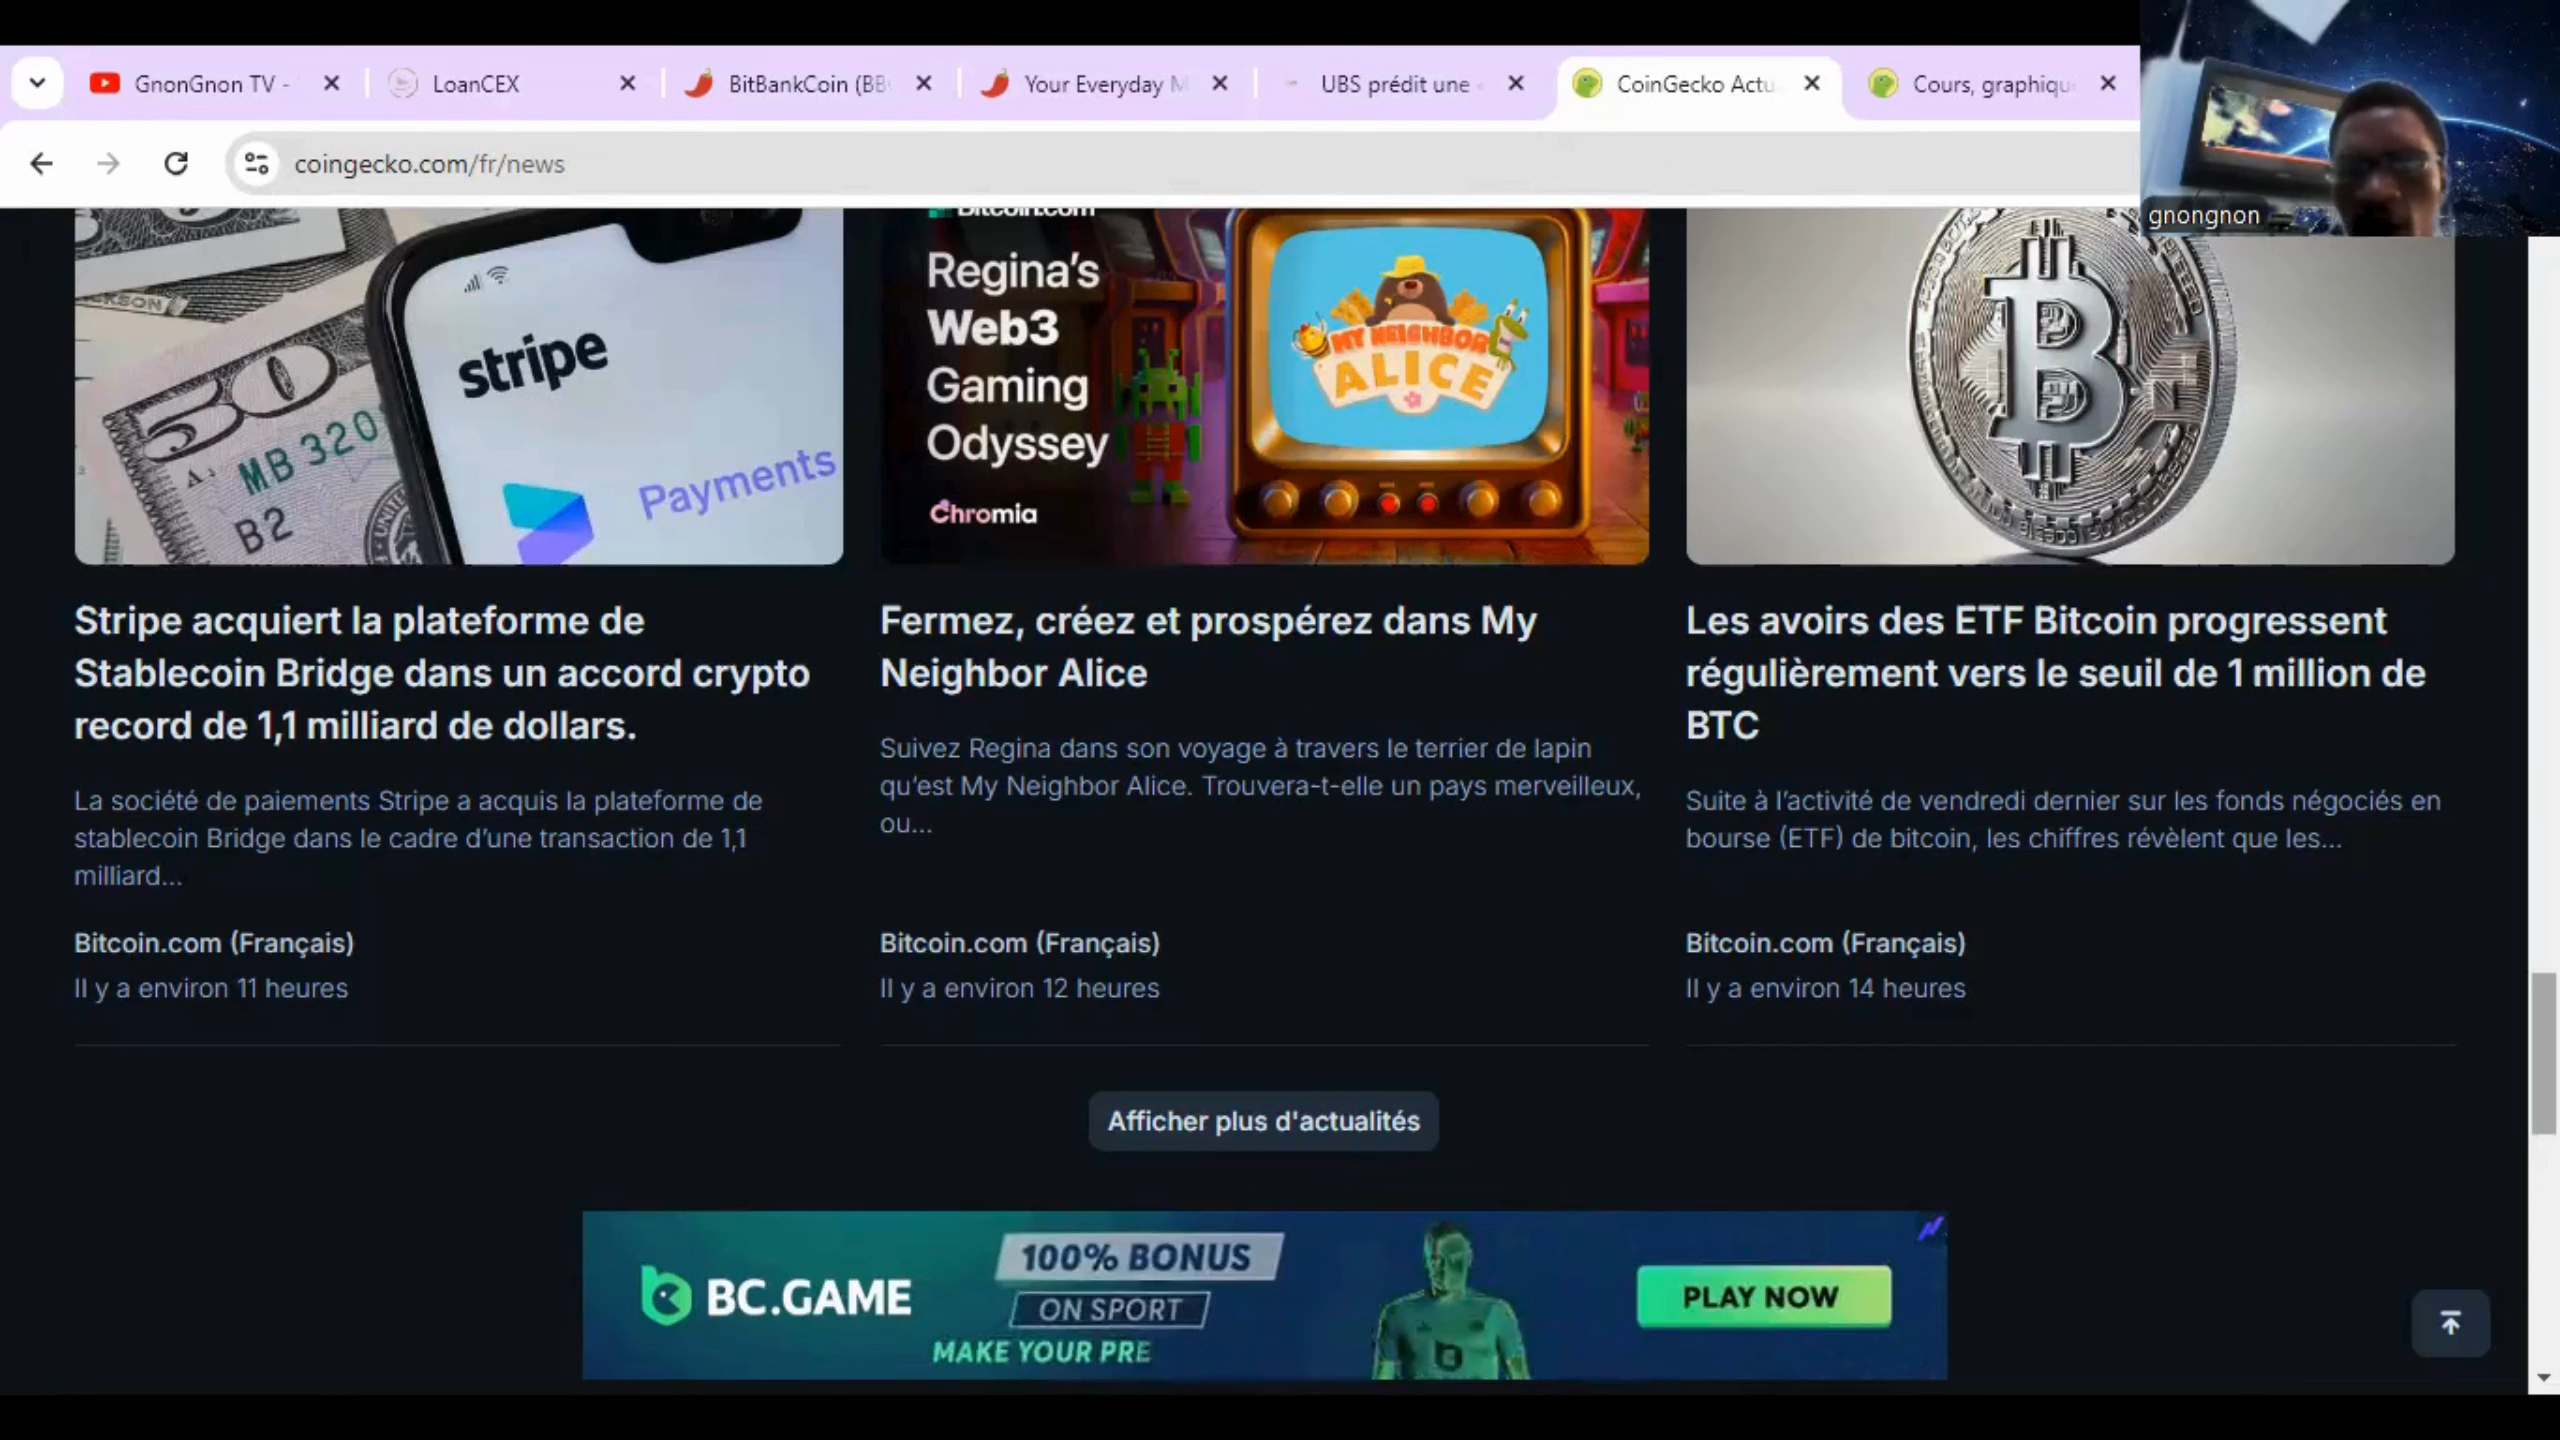 GnonGnon TV -
LoanCEX
BitBankCoin (BB
Your Everyday M
UBS prédit une
CoinGecko Actu
Cours, graphiqu
coingecko.com/fr/news
gnongnon
50
MB 320
B2
stripe
Payments
Bitcoin.com
Regina's
Web3
Gaming
Odyssey
Chromia
MY NEIGHBOR
ALICE
Stripe acquiert la plateforme de
Stablecoin Bridge dans un accord crypto
record de 1,1 milliard de dollars.
La société de paiements Stripe a acquis la plateforme de
stablecoin Bridge dans le cadre d'une transaction de 1,1
milliard...
Bitcoin.com (Français)
Il y a environ 11 heures
Fermez, créez et prospérez dans My
Neighbor Alice
Suivez Regina dans son voyage à travers le terrier de lapin
qu'est My Neighbor Alice. Trouvera-t-elle un pays merveilleux,
ou...
Bitcoin.com (Français)
Il y a environ 12 heures
Les avoirs des ETF Bitcoin progressent
régulièrement vers le seuil de 1 million de
BTC
Suite à l'activité de vendredi dernier sur les fonds négociés en
bourse (ETF) de bitcoin, les chiffres révèlent que les...
Bitcoin.com (Français)
Il y a environ 14 heures
Afficher plus d'actualités
BC.GAME
100% BONUS
ON SPORT
MAKE YOUR PRE
PLAY NOW